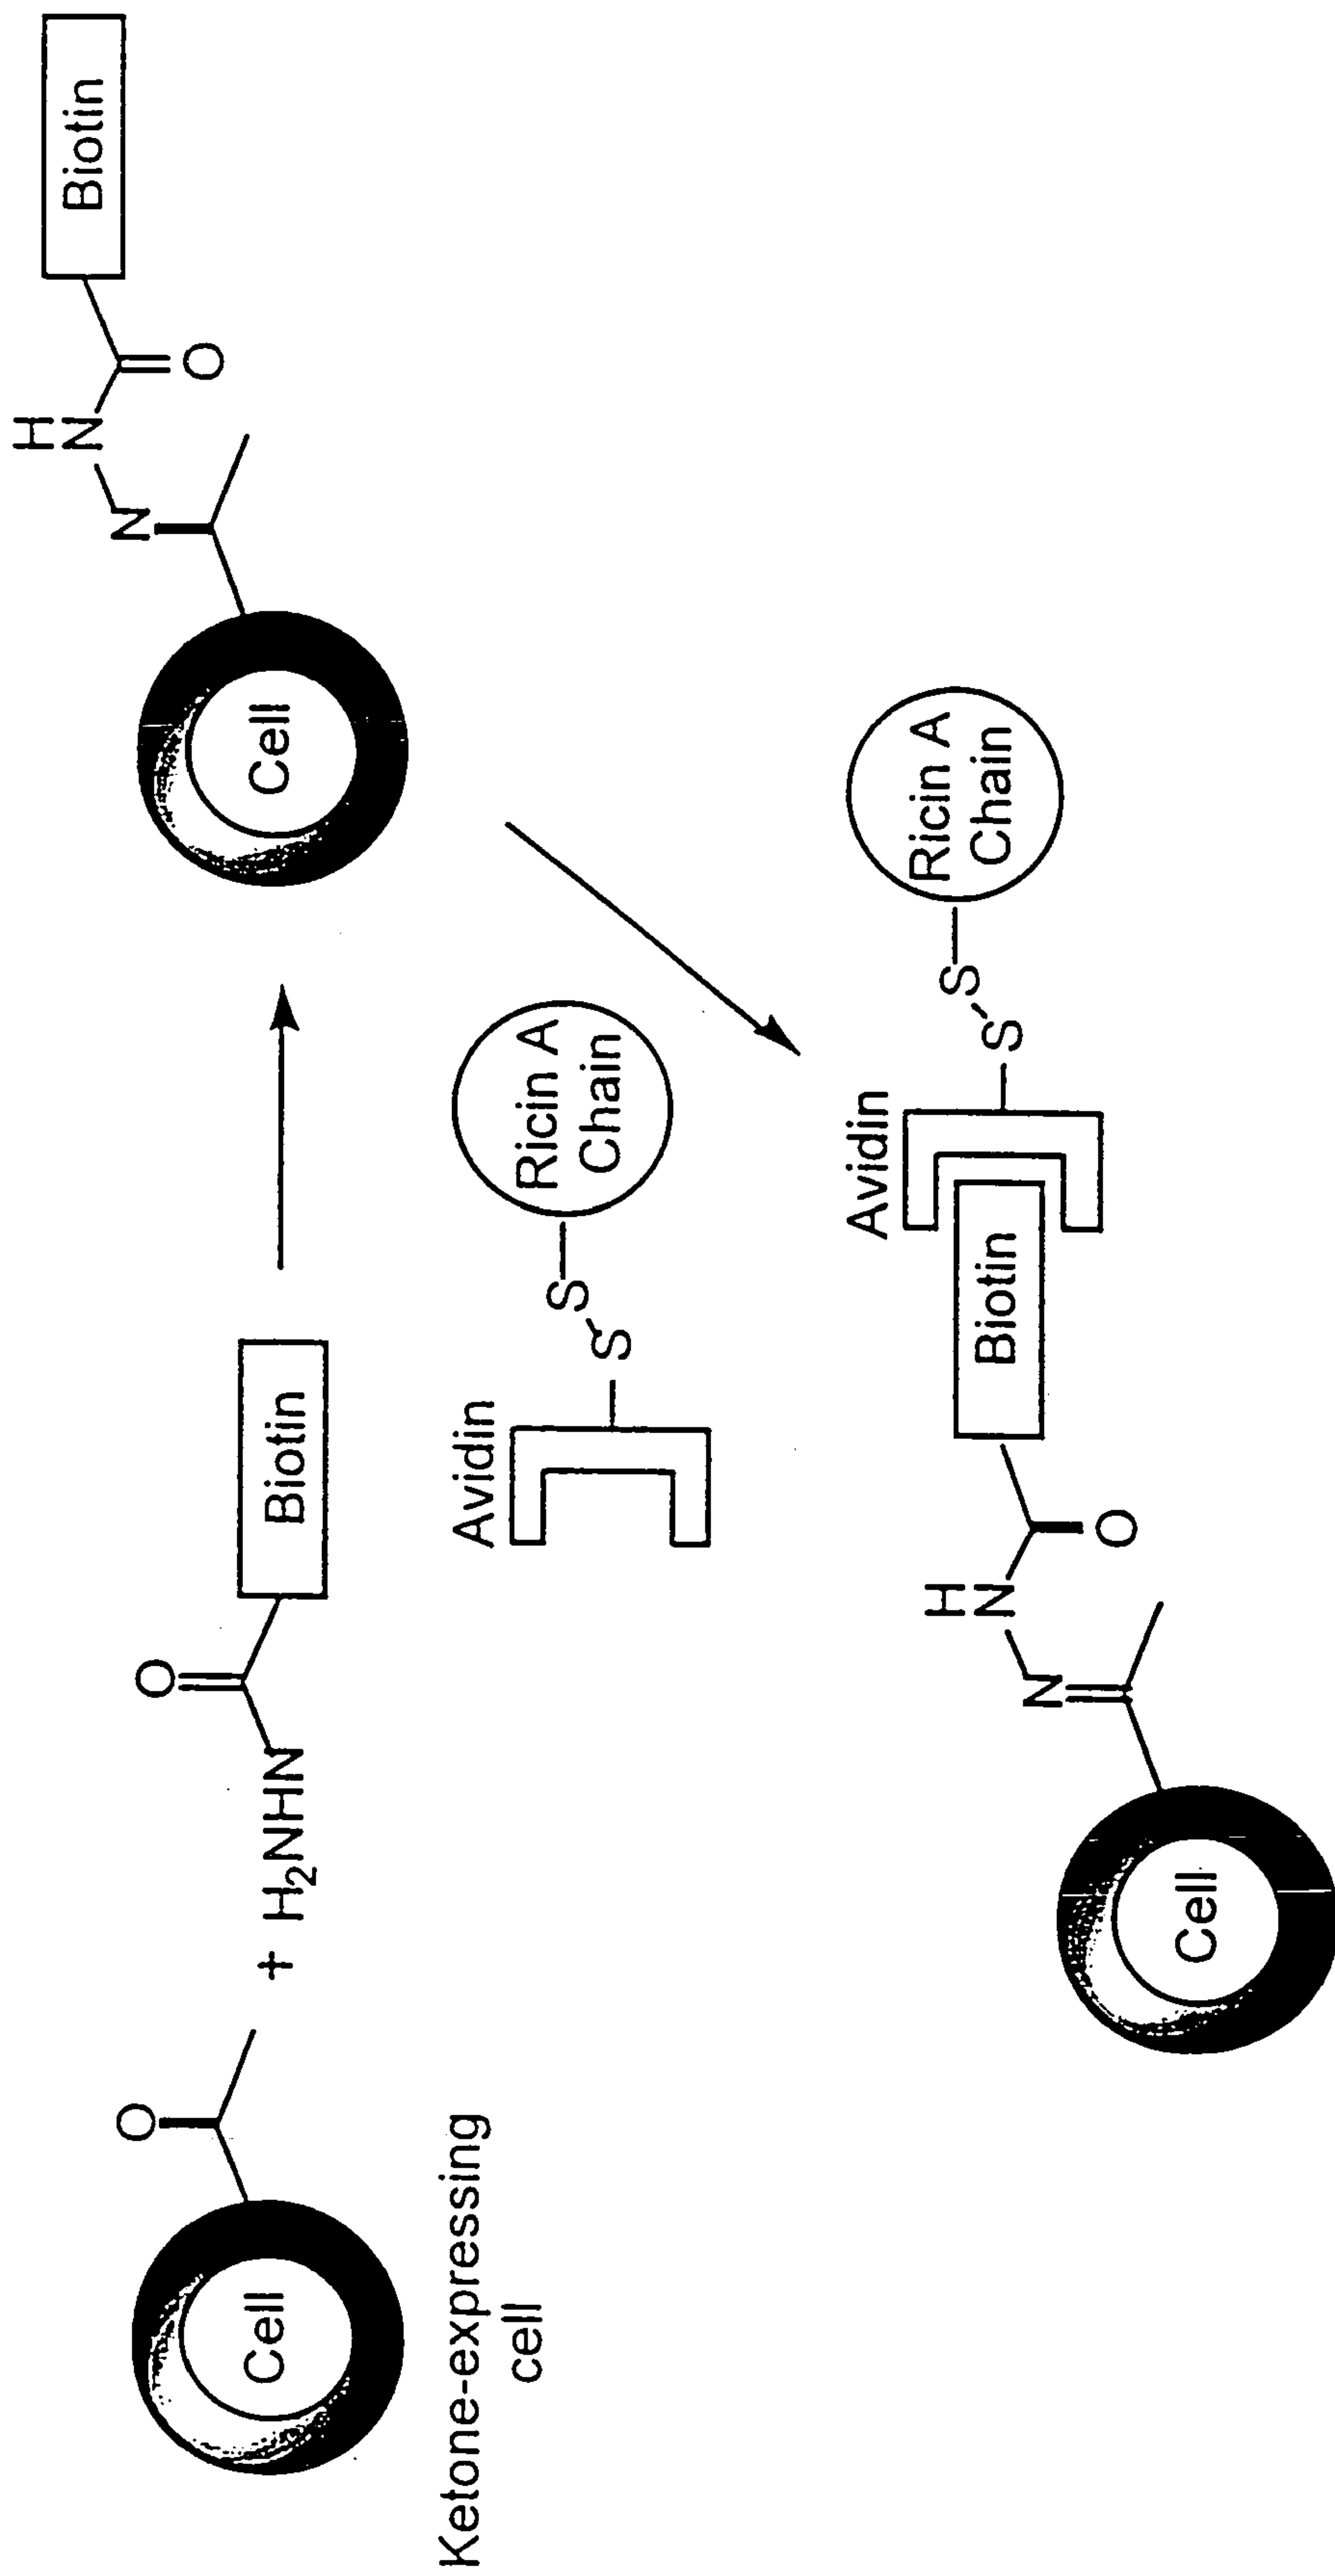 O
Cell
Ketone-expressing
cell
+ H₂NHN
O
Biotin
Cell
N
H
N
O
Biotin
Avidin
S
S
Ricin A
Chain
Cell
N
H
N
O
Biotin
Avidin
S
S
Ricin A
Chain